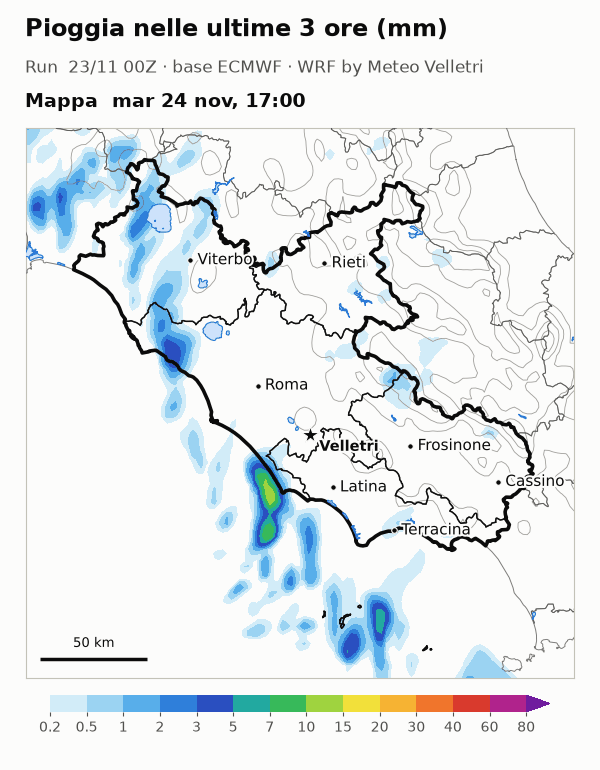 Pioggia nelle ultime 3 ore (mm)
Run  23/11 00Z · base ECMWF · WRF by Meteo Velletri
Mappa  mar 24 nov, 17:00
Viterbo
Rieti
Roma
Velletri
Frosinone
Latina
Cassino
Terracina
50 km
0.2 0.5 1 2 3 5 7 10 15 20 30 40 60 80